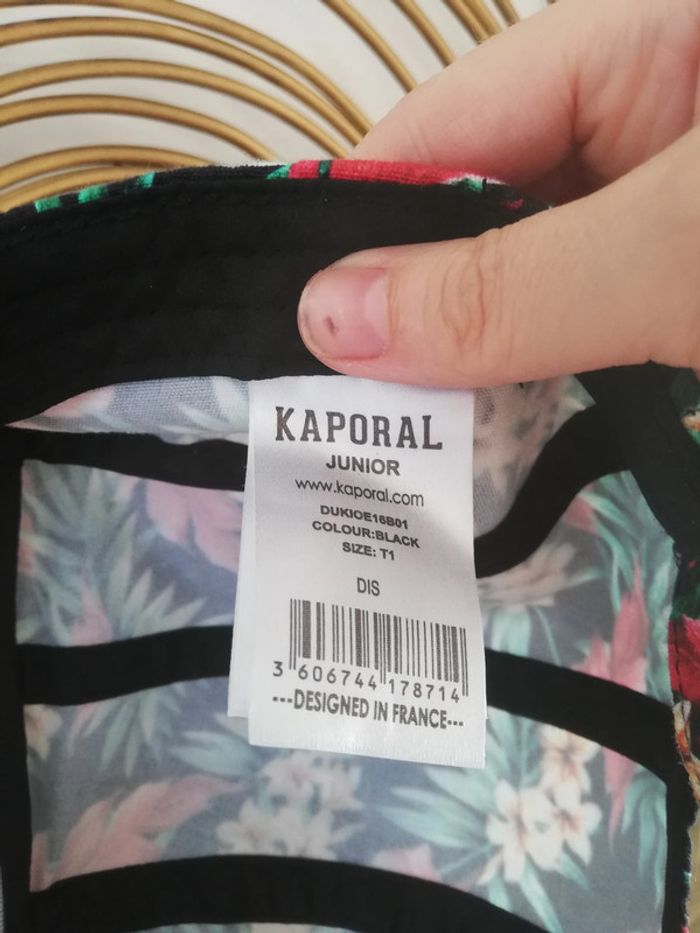 KAPORAL
JUNIOR
www.kaporal.com
DUKIOE16B01
COLOUR:BLACK
SIZE: T1
DIS
3 606744 178714
---DESIGNED IN FRANCE---